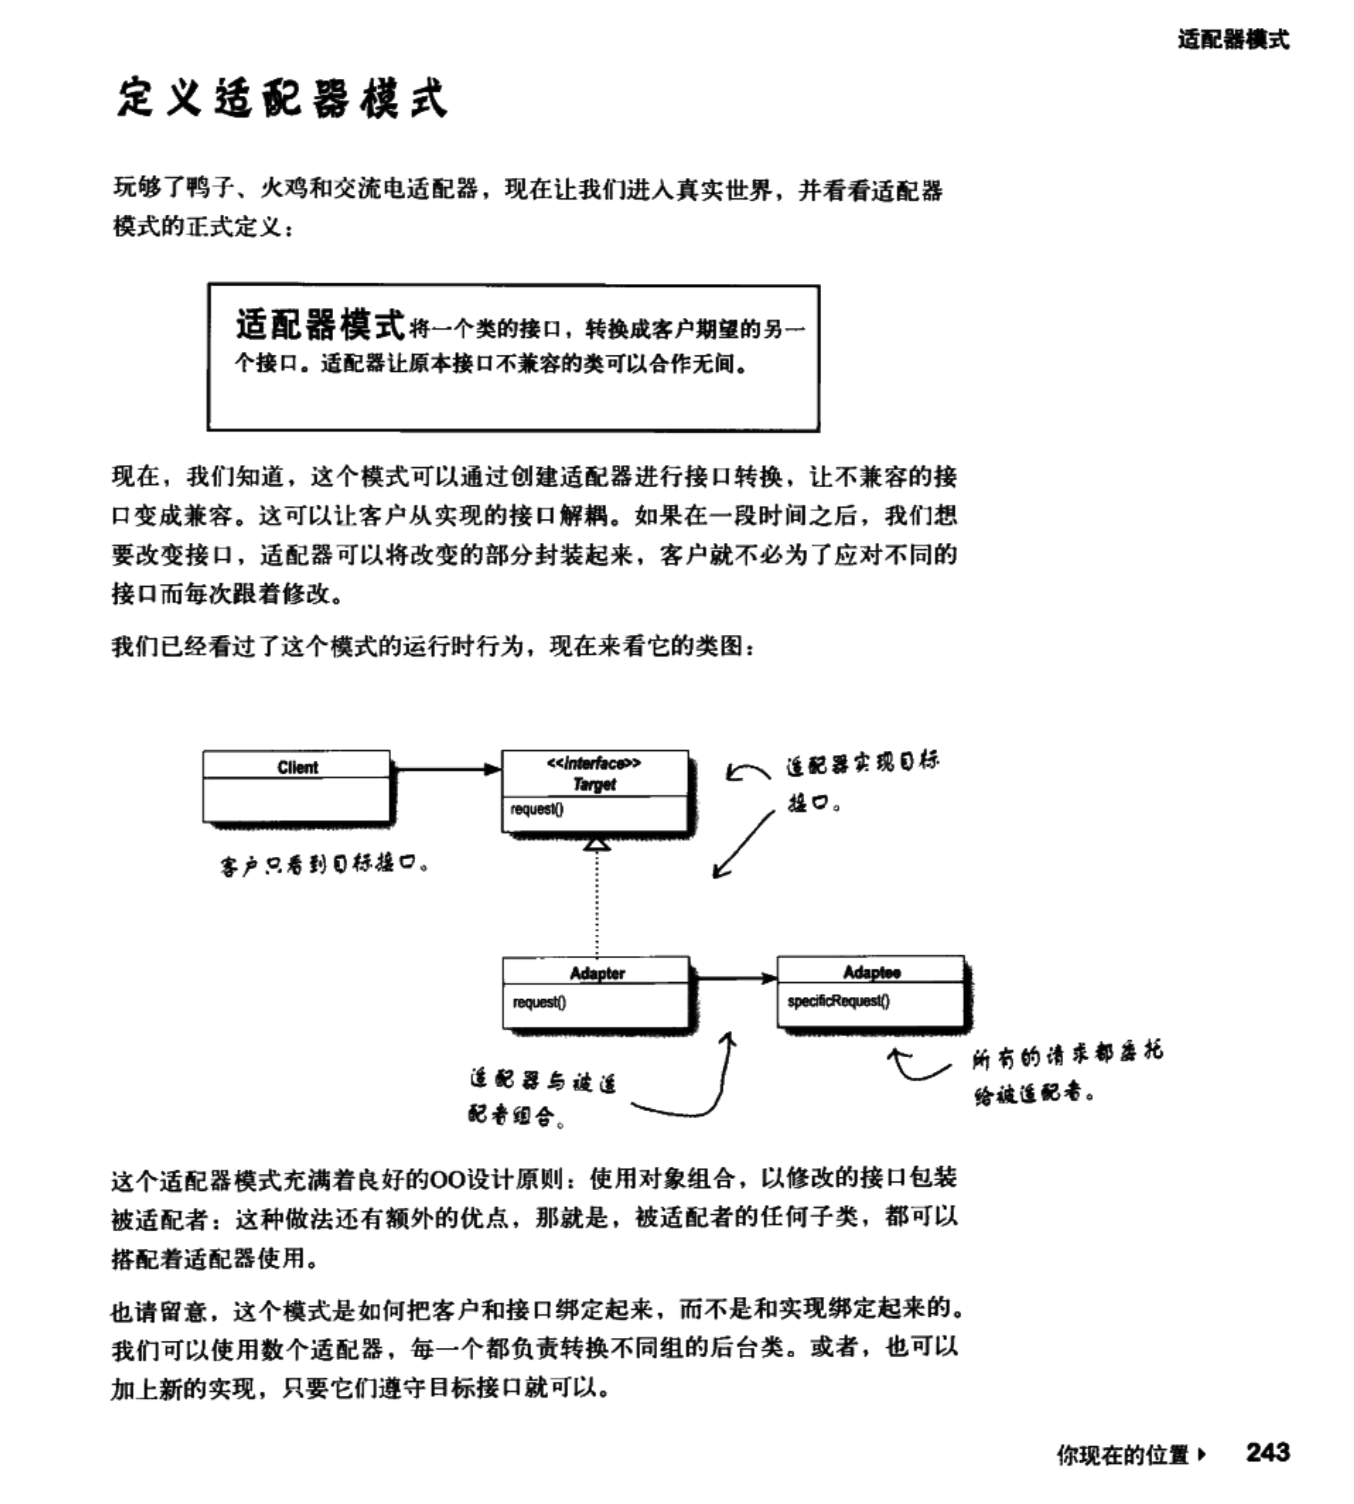 适配器模式
定义适配器模式
玩够了鸭子、火鸡和交流电适配器，现在让我们进入真实世界，并看看适配器
模式的正式定义：
适配器模式将一个类的接口，转换成客户期望的另一
个接口。适配器让原本接口不兼容的类可以合作无间。
现在，我们知道，这个模式可以通过创建适配器进行接口转换，让不兼容的接
口变成兼容。这可以让客户从实现的接口解耦。如果在一段时间之后，我们想
要改变接口，适配器可以将改变的部分封装起来，客户就不必为了应对不同的
接口而每次跟着修改。
我们已经看过了这个模式的运行时行为，现在来看它的类图：
Client
<<interface>>
Target
request()
适配器实现目标
接口。
客户只看到目标接口。
Adapter
request()
Adaptee
specificRequest()
适配器与被适
配者组合。
所有的请求都委托
给被适配者。
这个适配器模式充满着良好的OO设计原则：使用对象组合，以修改的接口包装
被适配者：这种做法还有额外的优点，那就是，被适配者的任何子类，都可以
搭配着适配器使用。
也请留意，这个模式是如何把客户和接口绑定起来，而不是和实现绑定起来的。
我们可以使用数个适配器，每一个都负责转换不同组的后台类。或者，也可以
加上新的实现，只要它们遵守目标接口就可以。
你现在的位置▶ 243